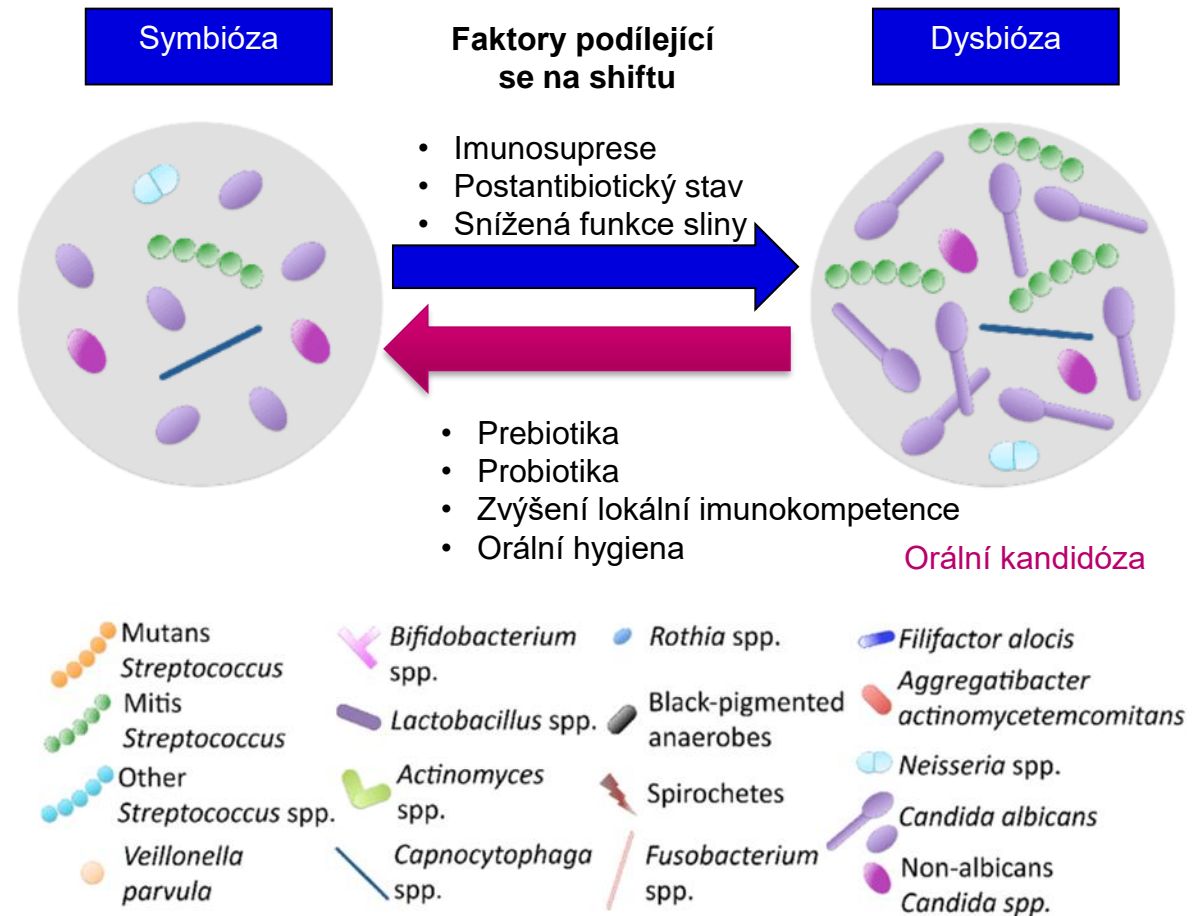 Symbióza
Faktory podílející
se na shiftu
Dysbióza
• Imunosuprese
• Postantibiotický stav
• Snížená funkce sliny
• Prebiotika
• Probiotika
• Zvýšení lokální imunokompetence
• Orální hygiena
Orální kandidóza
Mutans
Streptococcus
Mitis
Streptococcus
Other
Streptococcus spp.
Veillonella
parvula
Bifidobacterium
spp.
Lactobacillus spp.
Actinomyces
spp.
Capnocytophaga
spp.
Rothia spp.
Black-pigmented
anaerobes
Spirochetes
Fusobacterium
spp.
Filifactor alocis
Aggregatibacter
actinomycetemcomitans
Neisseria spp.
Candida albicans
Non-albicans
Candida spp.